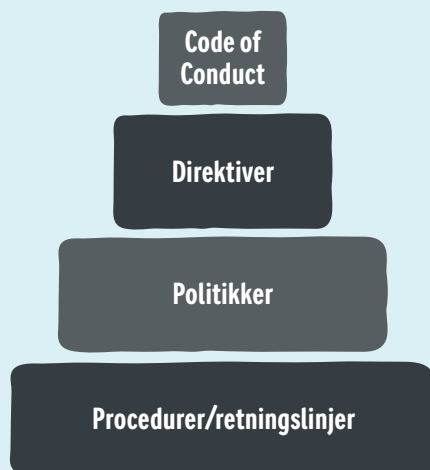 Code of
Conduct
Direktiver
Politikker
Procedurer/retningslinjer